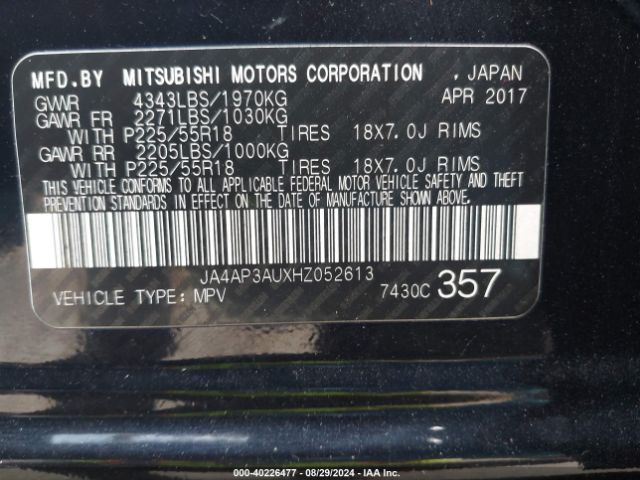 MFD.BY MITSUBISHI MOTORS CORPORATION . JAPAN
GVWR 4343LBS/1970KG APR 2017
GAWR FR 2271LBS/1030KG
WITH P225/55R18 TIRES 18X7.0J RIMS
GAWR RR 2205LBS/1000KG
WITH P225/55R18 TIRES 18X7.0J RIMS
THIS VEHICLE CONFORMS TO ALL APPLICABLE FEDERAL MOTOR VEHICLE SAFETY AND THEFT
PREVENTION STANDARDS IN EFFECT ON THE DATE OF MANUFACTURE SHOWN ABOVE.
JA4AP3AUXHZ052613
VEHICLE TYPE: MPV 7430C 357
000-40226477 - 08/29/2024 - IAA Inc.